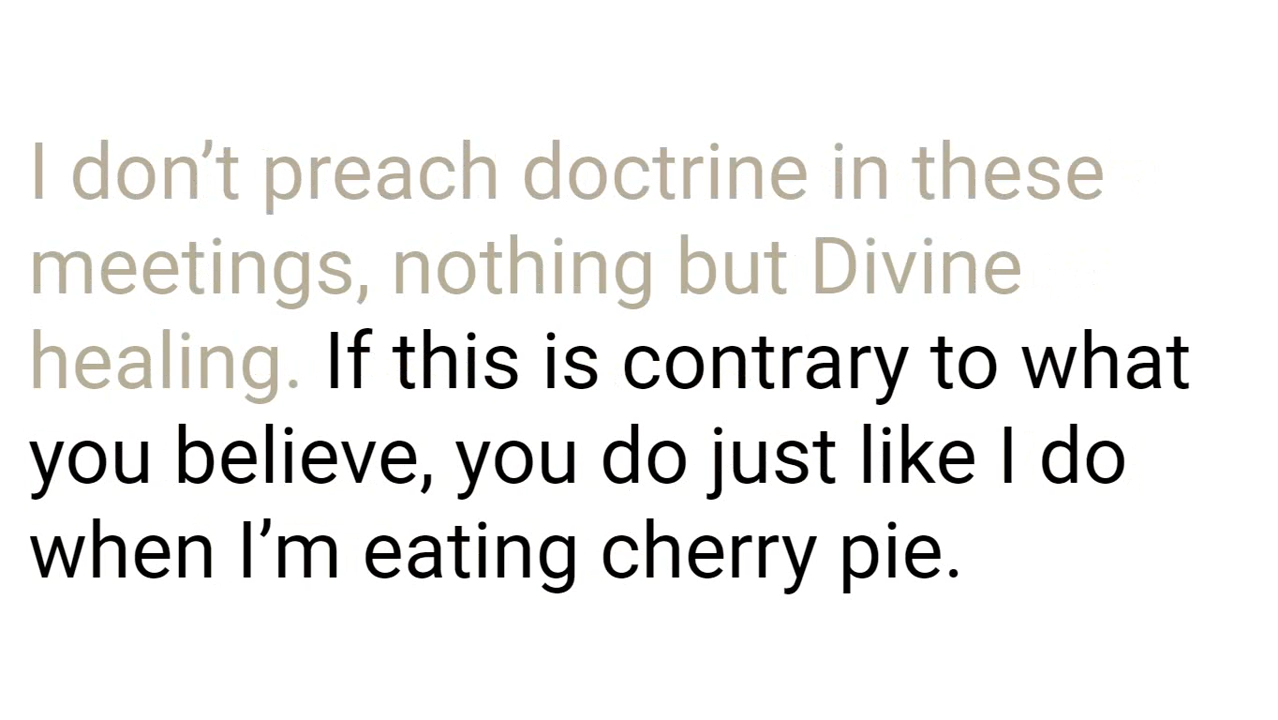 I don’t preach doctrine in these
meetings, nothing but Divine
healing. If this is contrary to what
you believe, you do just like I do
when I’m eating cherry pie.